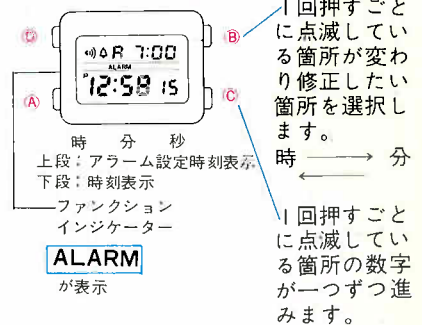 D
B
A
C
A 7:00
ALARM
P
12:58 15
時 分 秒
上段：アラーム設定時刻表示
下段：時刻表示
ファンクション
インジケーター
ALARM
が表示
1回押すごと
に点滅してい
る箇所が変わ
り修正したい
箇所を選択し
ます。
時 → 分
←
1回押すごと
に点滅してい
る箇所の数字
が一つずつ進
みます。